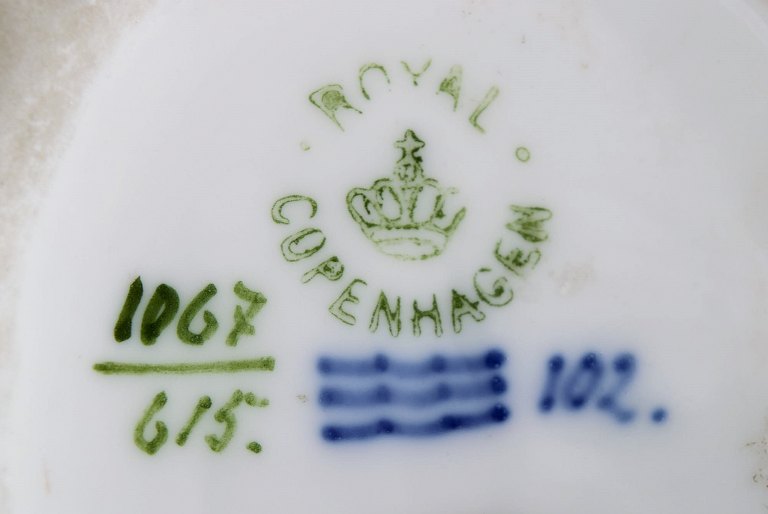 ROYAL
COPENHAGEN
1067
615.
102.